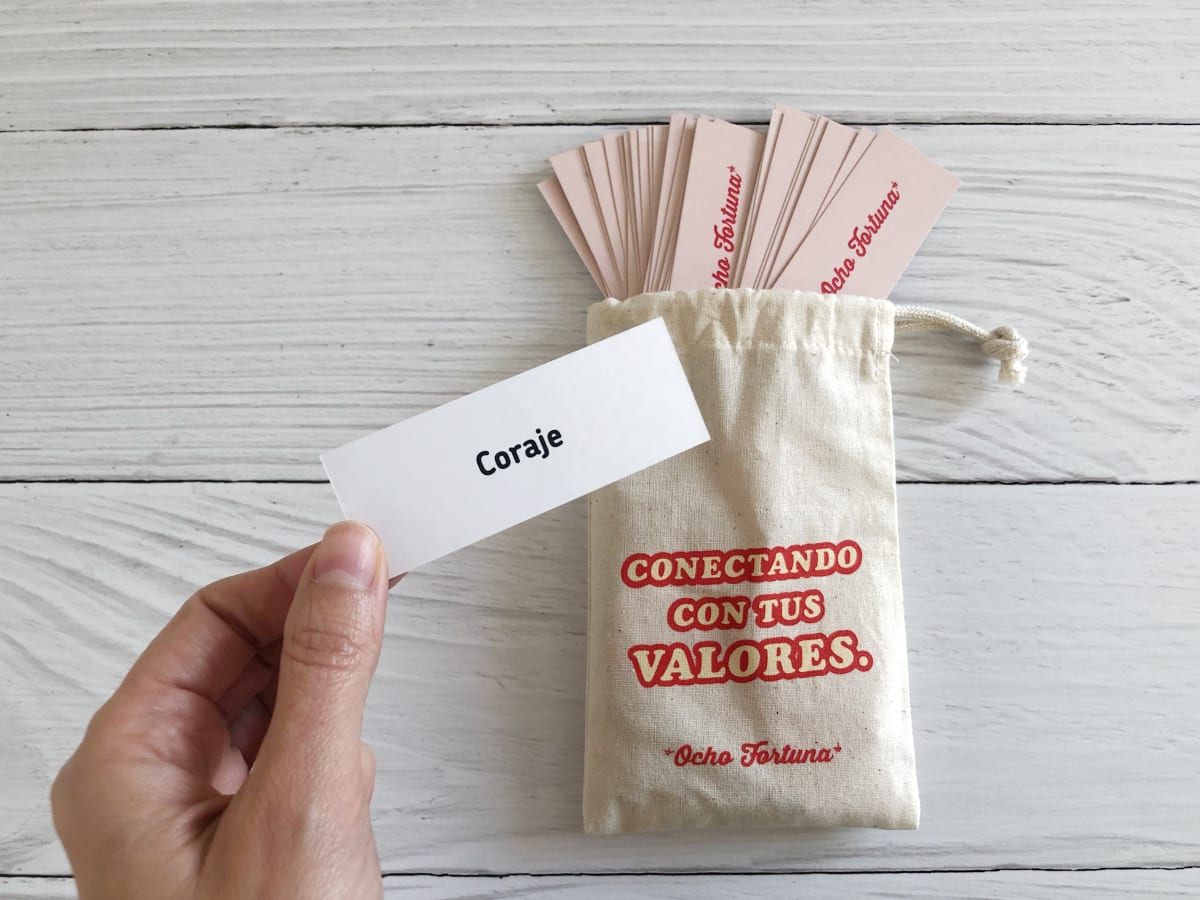 Ocho Fortuna
Ocho Fortuna
Coraje
CONECTANDO
CON TUS
VALORES.
*Ocho Fortuna*